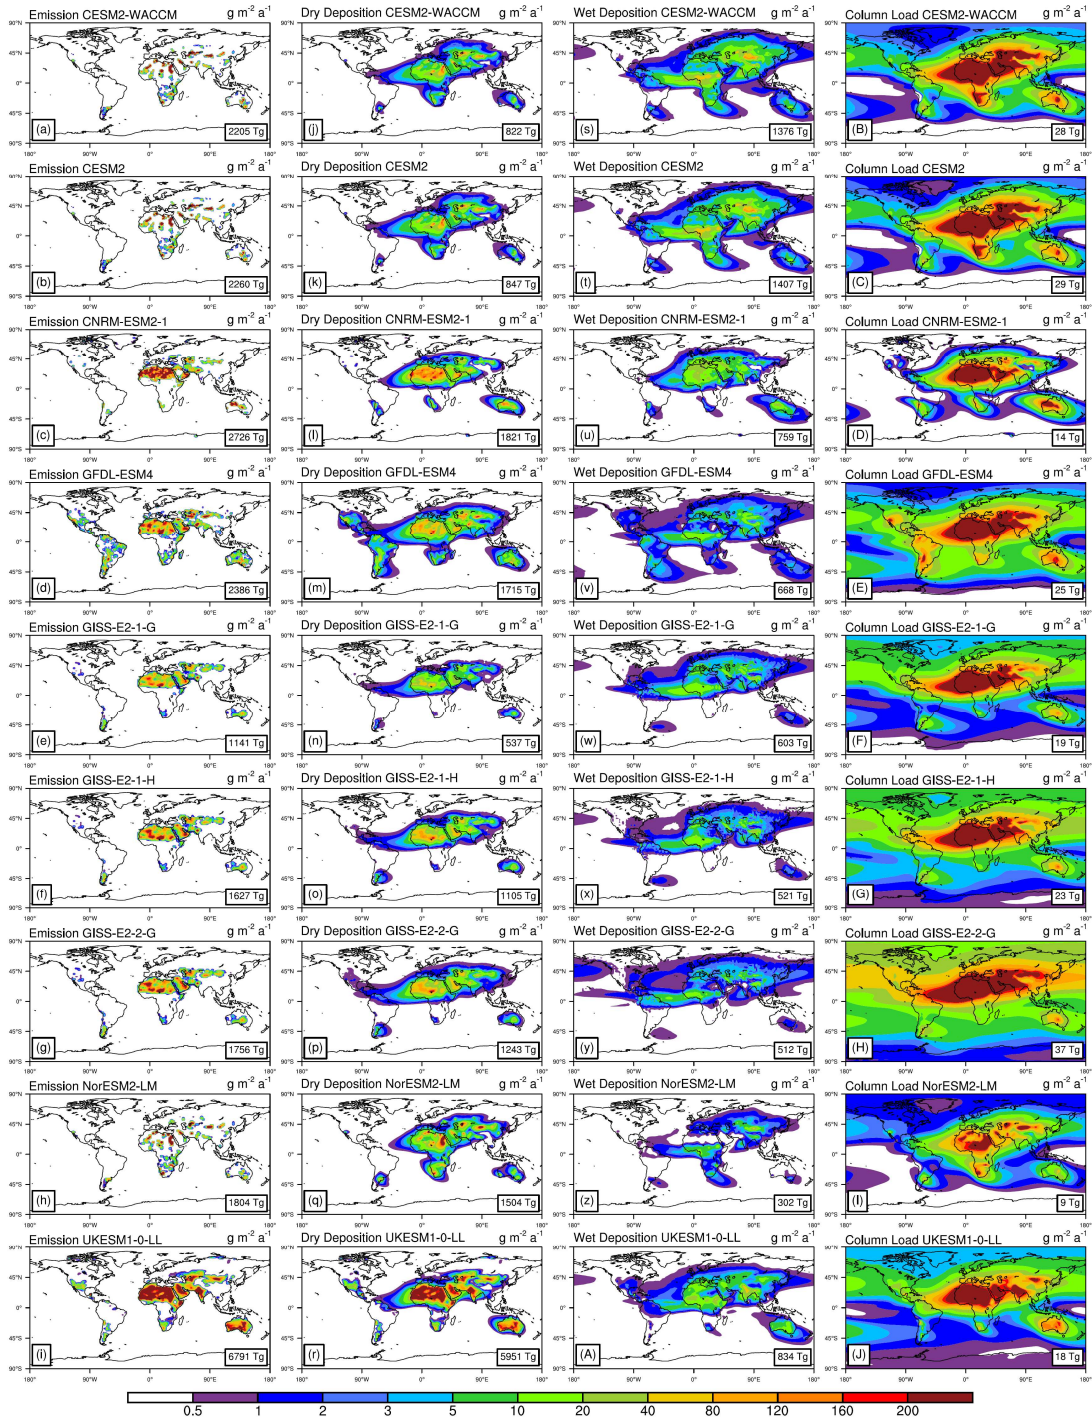 Emission CESM2-WACCM g m⁻² a⁻¹
(a) 2205 Tg
Dry Deposition CESM2-WACCM g m⁻² a⁻¹
(j) 822 Tg
Wet Deposition CESM2-WACCM g m⁻² a⁻¹
(s) 1376 Tg
Column Load CESM2-WACCM g m⁻² a⁻¹
(B) 28 Tg
Emission CESM2 g m⁻² a⁻¹
(b) 2260 Tg
Dry Deposition CESM2 g m⁻² a⁻¹
(k) 847 Tg
Wet Deposition CESM2 g m⁻² a⁻¹
(t) 1407 Tg
Column Load CESM2 g m⁻² a⁻¹
(C) 29 Tg
Emission CNRM-ESM2-1 g m⁻² a⁻¹
(c) 2726 Tg
Dry Deposition CNRM-ESM2-1 g m⁻² a⁻¹
(l) 1821 Tg
Wet Deposition CNRM-ESM2-1 g m⁻² a⁻¹
(u) 759 Tg
Column Load CNRM-ESM2-1 g m⁻² a⁻¹
(D) 14 Tg
Emission GFDL-ESM4 g m⁻² a⁻¹
(d) 2386 Tg
Dry Deposition GFDL-ESM4 g m⁻² a⁻¹
(m) 1715 Tg
Wet Deposition GFDL-ESM4 g m⁻² a⁻¹
(v) 668 Tg
Column Load GFDL-ESM4 g m⁻² a⁻¹
(E) 25 Tg
Emission GISS-E2-1-G g m⁻² a⁻¹
(e) 1141 Tg
Dry Deposition GISS-E2-1-G g m⁻² a⁻¹
(n) 537 Tg
Wet Deposition GISS-E2-1-G g m⁻² a⁻¹
(w) 603 Tg
Column Load GISS-E2-1-G g m⁻² a⁻¹
(F) 19 Tg
Emission GISS-E2-1-H g m⁻² a⁻¹
(f) 1627 Tg
Dry Deposition GISS-E2-1-H g m⁻² a⁻¹
(o) 1105 Tg
Wet Deposition GISS-E2-1-H g m⁻² a⁻¹
(x) 521 Tg
Column Load GISS-E2-1-H g m⁻² a⁻¹
(G) 23 Tg
Emission GISS-E2-2-G g m⁻² a⁻¹
(g) 1756 Tg
Dry Deposition GISS-E2-2-G g m⁻² a⁻¹
(p) 1243 Tg
Wet Deposition GISS-E2-2-G g m⁻² a⁻¹
(y) 512 Tg
Column Load GISS-E2-2-G g m⁻² a⁻¹
(H) 37 Tg
Emission NorESM2-LM g m⁻² a⁻¹
(h) 1804 Tg
Dry Deposition NorESM2-LM g m⁻² a⁻¹
(q) 1504 Tg
Wet Deposition NorESM2-LM g m⁻² a⁻¹
(z) 302 Tg
Column Load NorESM2-LM g m⁻² a⁻¹
(I) 9 Tg
Emission UKESM1-0-LL g m⁻² a⁻¹
(i) 6791 Tg
Dry Deposition UKESM1-0-LL g m⁻² a⁻¹
(r) 5951 Tg
Wet Deposition UKESM1-0-LL g m⁻² a⁻¹
(A) 834 Tg
Column Load UKESM1-0-LL g m⁻² a⁻¹
(J) 18 Tg
90°N
45°N
0°
45°S
90°S
180° 90°W 0° 90°E 180°
0.5 1 2 3 5 10 20 40 80 120 160 200